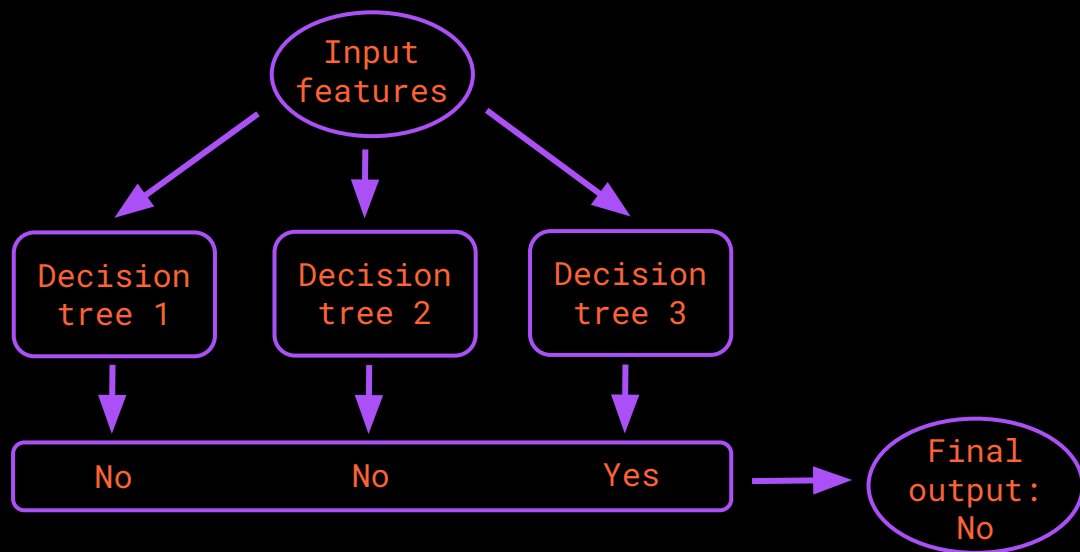 Input
features
Decision
tree 1
Decision
tree 2
Decision
tree 3
No
No
Yes
Final
output:
No